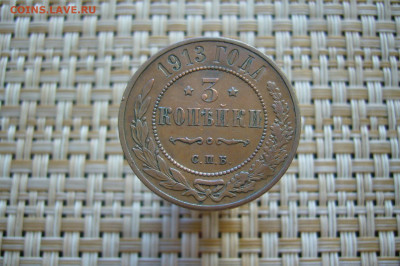 COINS.LAVE.RU
1913 ГОДА
★ 3 ★
КОПѢЙКИ
С.П.Б.